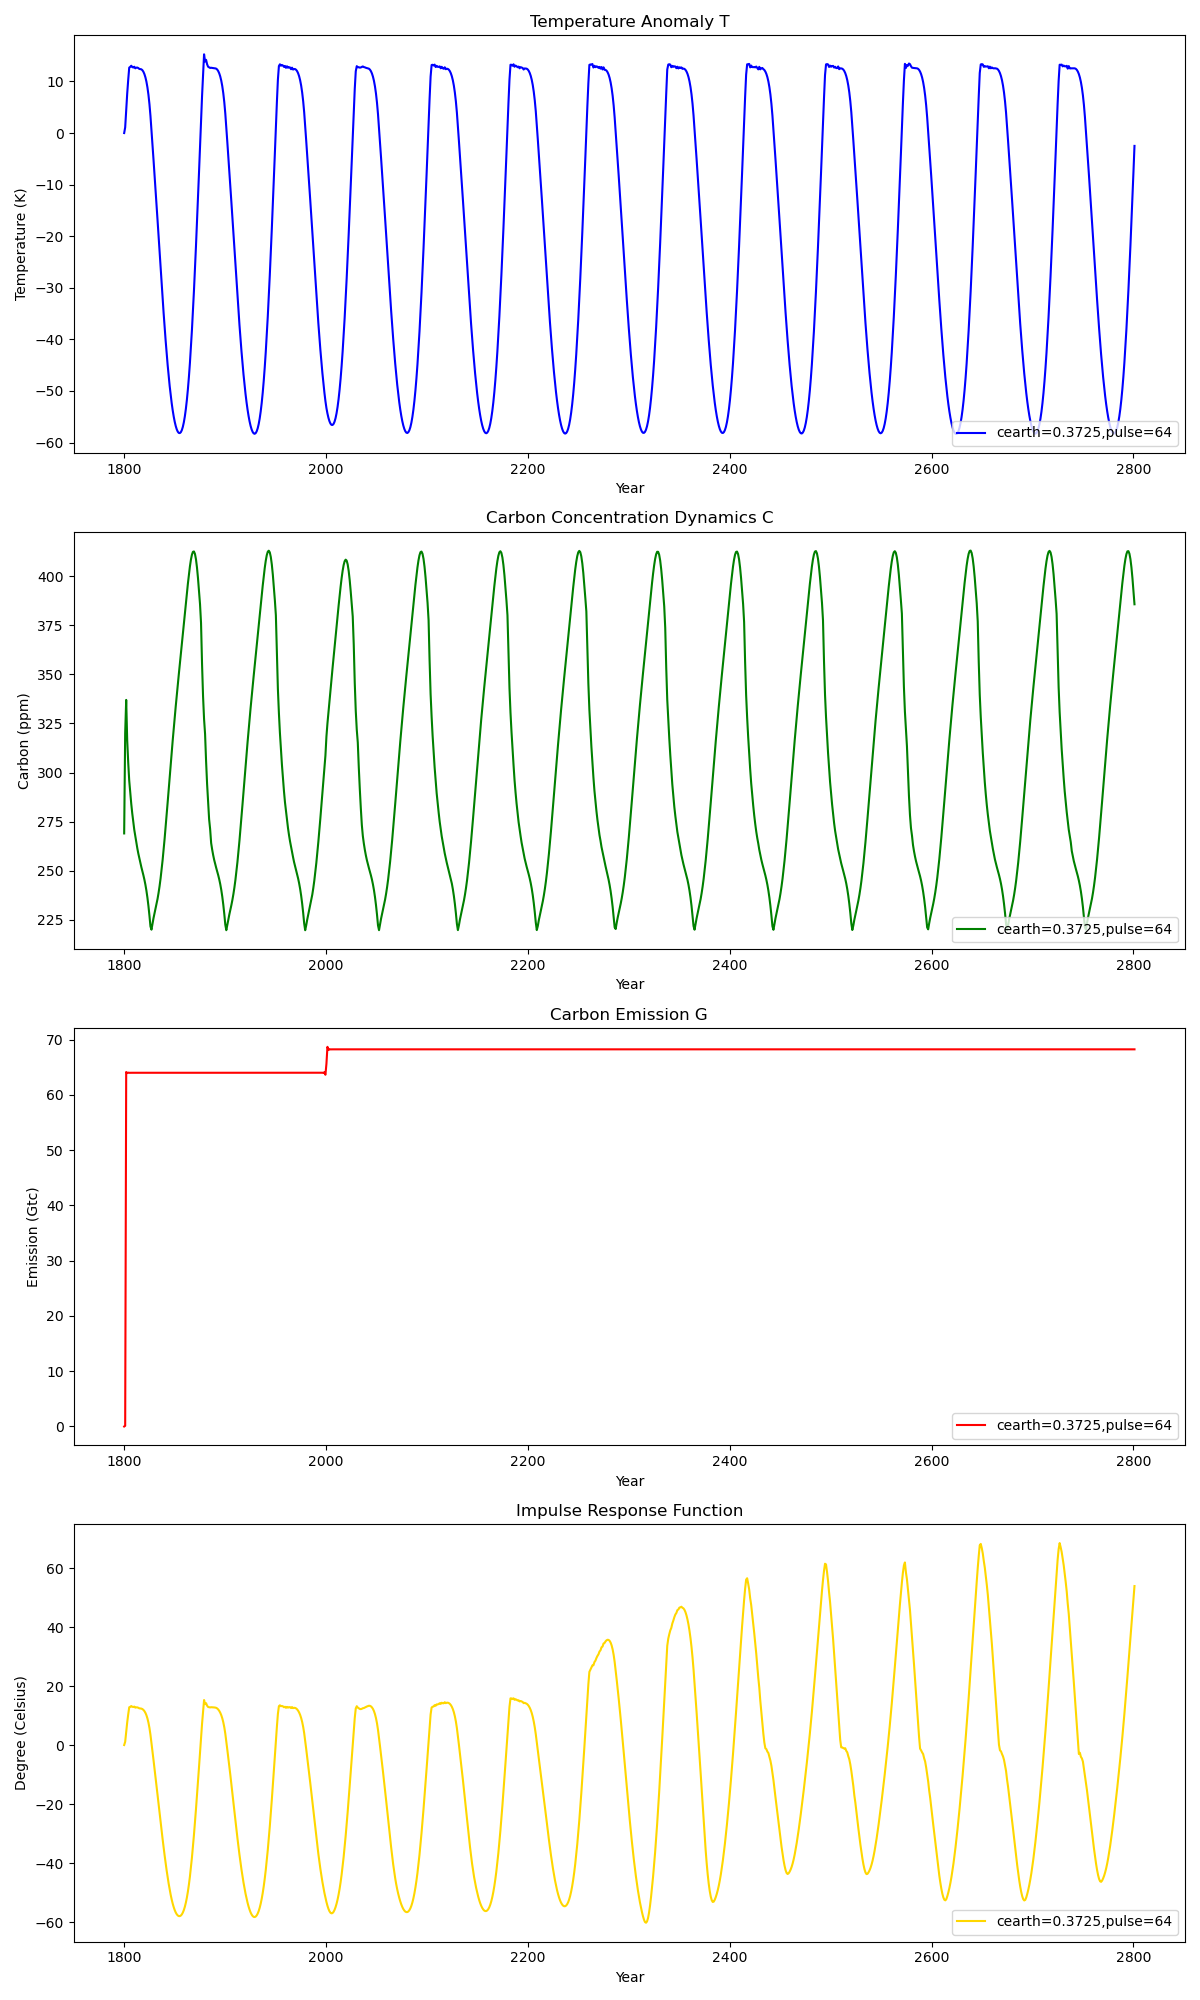 Temperature Anomaly T
Temperature (K)
10
0
−10
−20
−30
−40
−50
−60
cearth=0.3725,pulse=64
1800 2000 2200 2400 2600 2800
Year
Carbon Concentration Dynamics C
Carbon (ppm)
400
375
350
325
300
275
250
225
cearth=0.3725,pulse=64
1800 2000 2200 2400 2600 2800
Year
Carbon Emission G
Emission (Gtc)
70
60
50
40
30
20
10
0
cearth=0.3725,pulse=64
1800 2000 2200 2400 2600 2800
Year
Impulse Response Function
Degree (Celsius)
60
40
20
0
−20
−40
−60
cearth=0.3725,pulse=64
1800 2000 2200 2400 2600 2800
Year